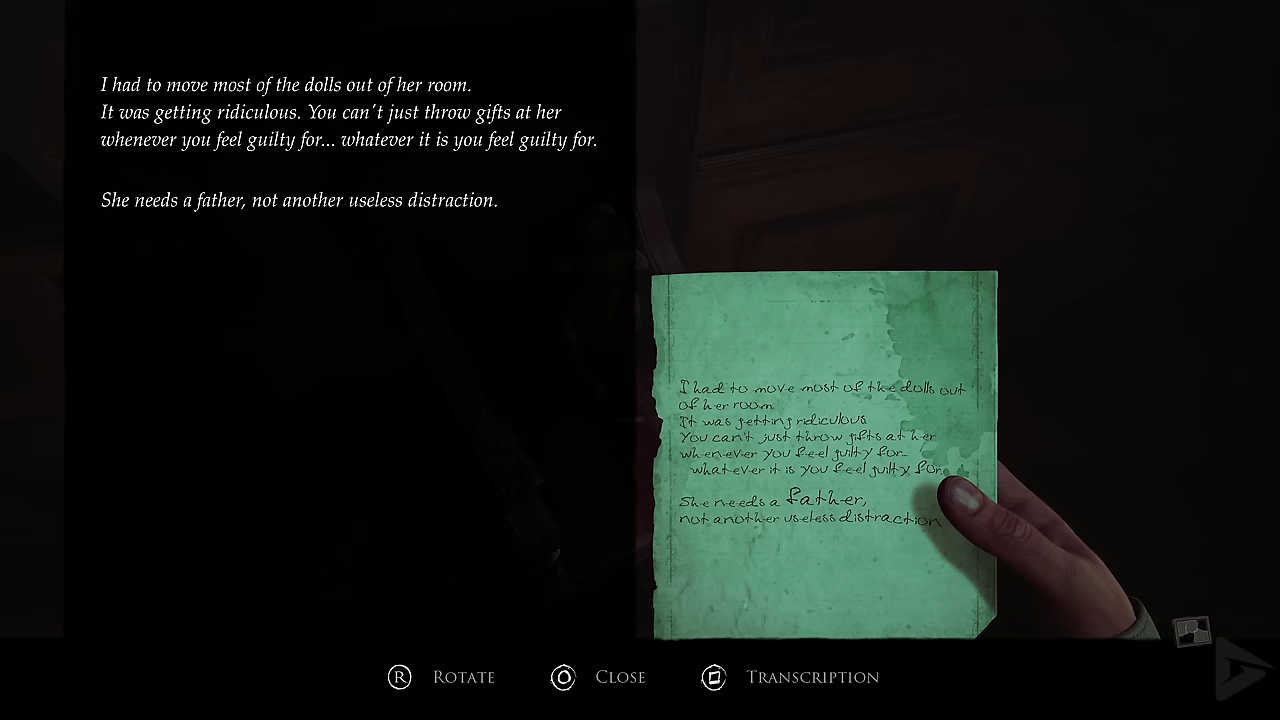 I had to move most of the dolls out of her room.
It was getting ridiculous. You can't just throw gifts at her
whenever you feel guilty for... whatever it is you feel guilty for.
She needs a father, not another useless distraction.
I had to move most of the dolls out
of her room.
It was getting ridiculous.
You can't just throw gifts at her
whenever you feel guilty for...
whatever it is you feel guilty for.
She needs a father,
not another useless distraction.
R ROTATE CLOSE TRANSCRIPTION